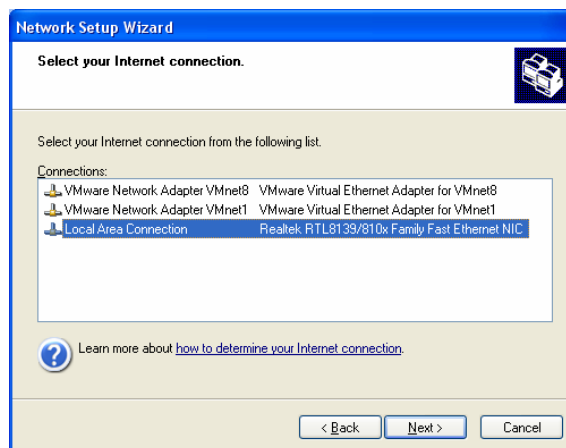 Network Setup Wizard
Select your Internet connection.
Select your Internet connection from the following list.
Connections:
VMware Network Adapter VMnet8 VMware Virtual Ethernet Adapter for VMnet8
VMware Network Adapter VMnet1 VMware Virtual Ethernet Adapter for VMnet1
Local Area Connection Realtek RTL8139/810x Family Fast Ethernet NIC
? Learn more about how to determine your Internet connection.
< Back Next > Cancel